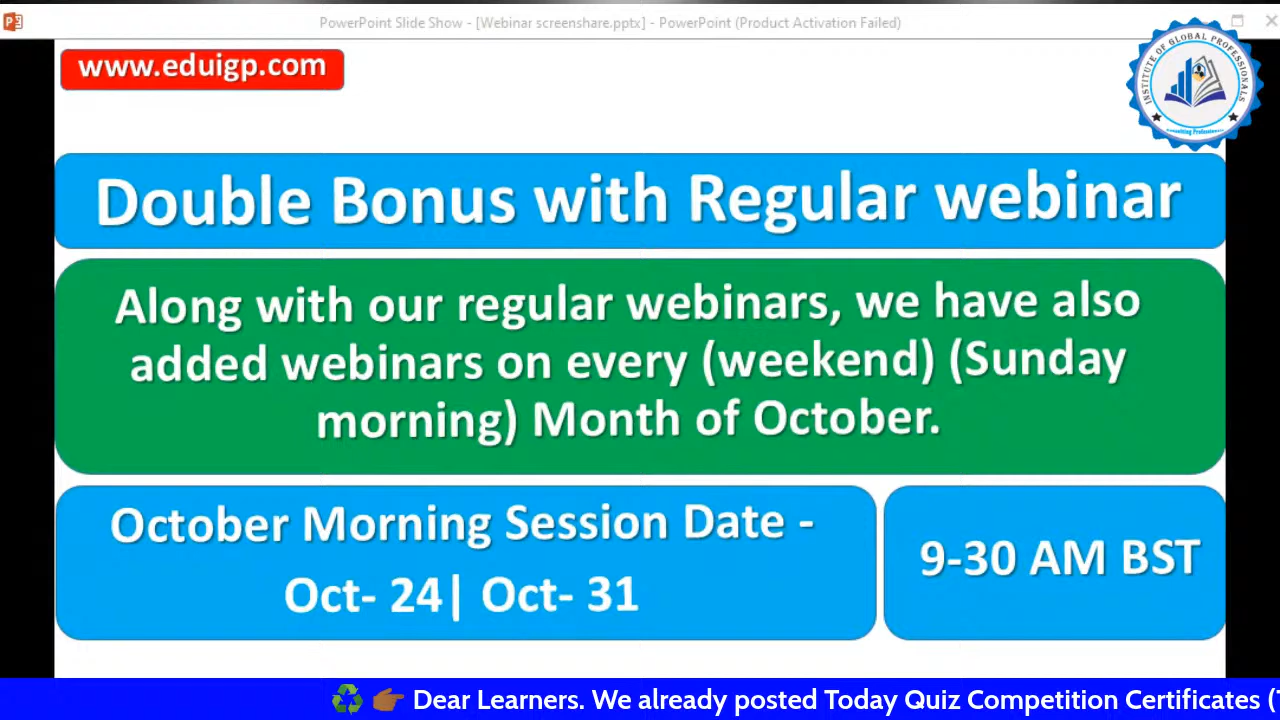 PowerPoint Slide Show - [Webinar screenshare.pptx] - PowerPoint (Product Activation Failed)
www.eduigp.com
INSTITUTE OF GLOBAL PROFESSIONALS
Consulting Professionals
Double Bonus with Regular webinar
Along with our regular webinars, we have also
added webinars on every (weekend) (Sunday
morning) Month of October.
October Morning Session Date -
Oct- 24| Oct- 31
9-30 AM BST
♻️ 👉🏾 Dear Learners. We already posted Today Quiz Competition Certificates (